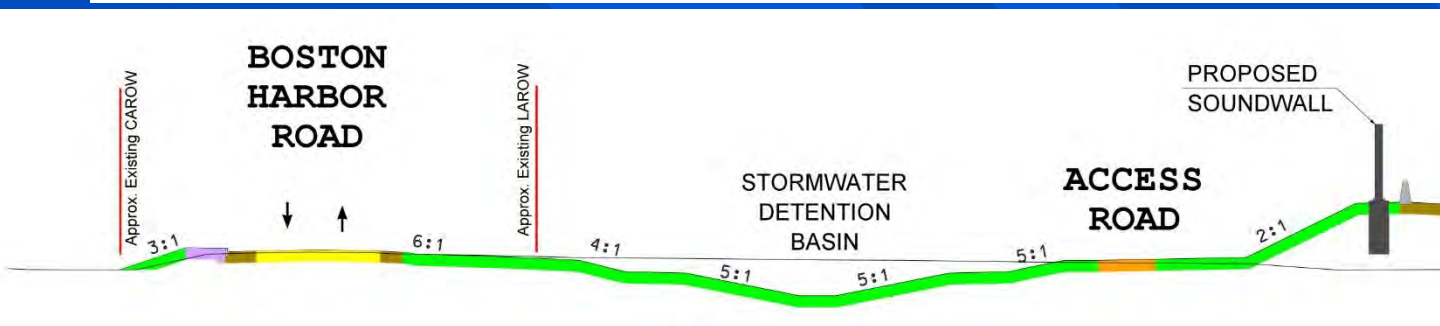 Approx. Existing CAROW
3:1
BOSTON
HARBOR
ROAD
6:1
Approx. Existing LAROW
4:1
5:1
STORMWATER
DETENTION
BASIN
5:1
5:1
ACCESS
ROAD
2:1
PROPOSED
SOUNDWALL